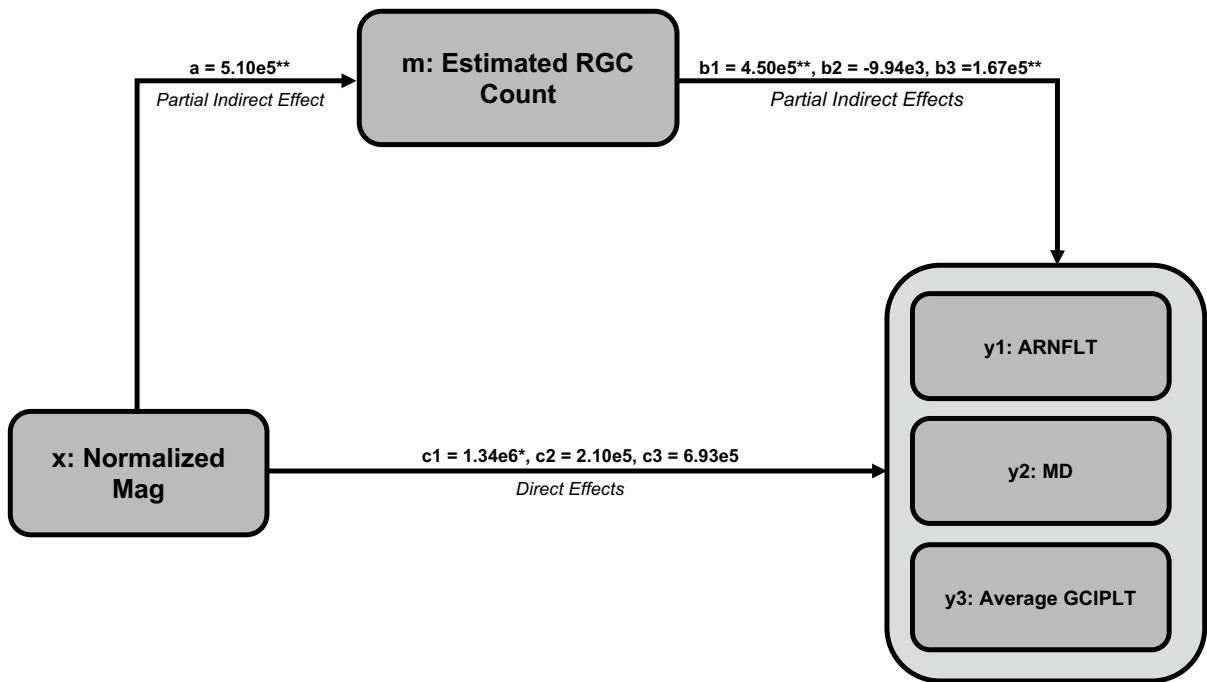 m: Estimated RGC
Count
a = 5.10e5**
Partial Indirect Effect
b1 = 4.50e5**, b2 = -9.94e3, b3 =1.67e5**
Partial Indirect Effects
x: Normalized
Mag
c1 = 1.34e6*, c2 = 2.10e5, c3 = 6.93e5
Direct Effects
y1: ARNFLT
y2: MD
y3: Average GCIPLT